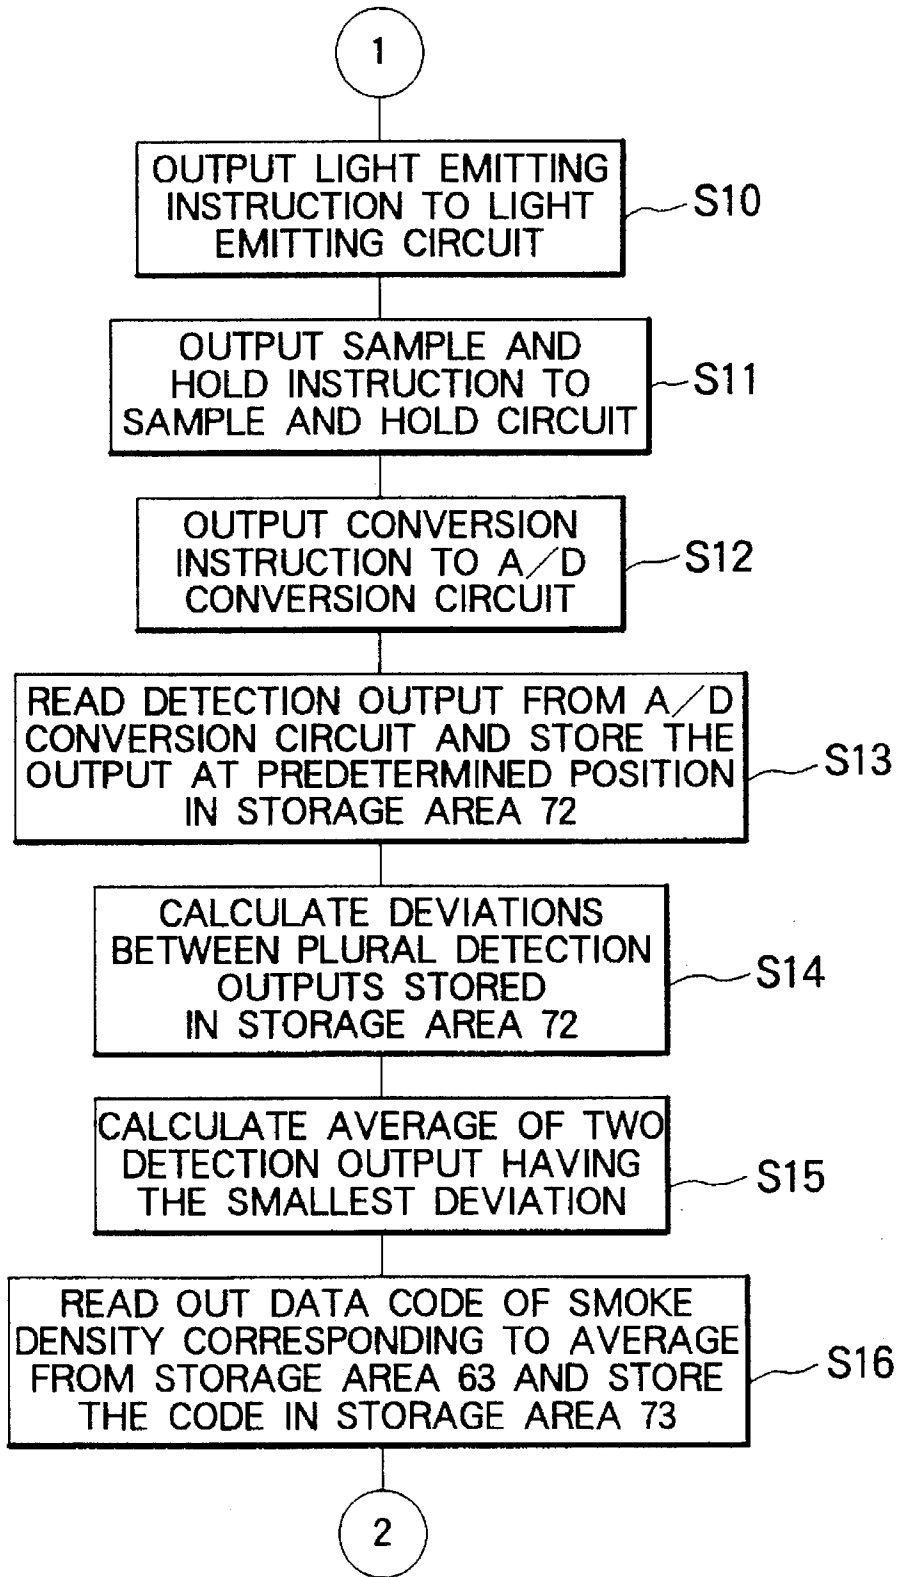 1
OUTPUT LIGHT EMITTING
INSTRUCTION TO LIGHT
EMITTING CIRCUIT
S10
OUTPUT SAMPLE AND
HOLD INSTRUCTION TO
SAMPLE AND HOLD CIRCUIT
S11
OUTPUT CONVERSION
INSTRUCTION TO A/D
CONVERSION CIRCUIT
S12
READ DETECTION OUTPUT FROM A/D
CONVERSION CIRCUIT AND STORE THE
OUTPUT AT PREDETERMINED POSITION
IN STORAGE AREA 72
S13
CALCULATE DEVIATIONS
BETWEEN PLURAL DETECTION
OUTPUTS STORED
IN STORAGE AREA 72
S14
CALCULATE AVERAGE OF TWO
DETECTION OUTPUT HAVING
THE SMALLEST DEVIATION
S15
READ OUT DATA CODE OF SMOKE
DENSITY CORRESPONDING TO AVERAGE
FROM STORAGE AREA 63 AND STORE
THE CODE IN STORAGE AREA 73
S16
2